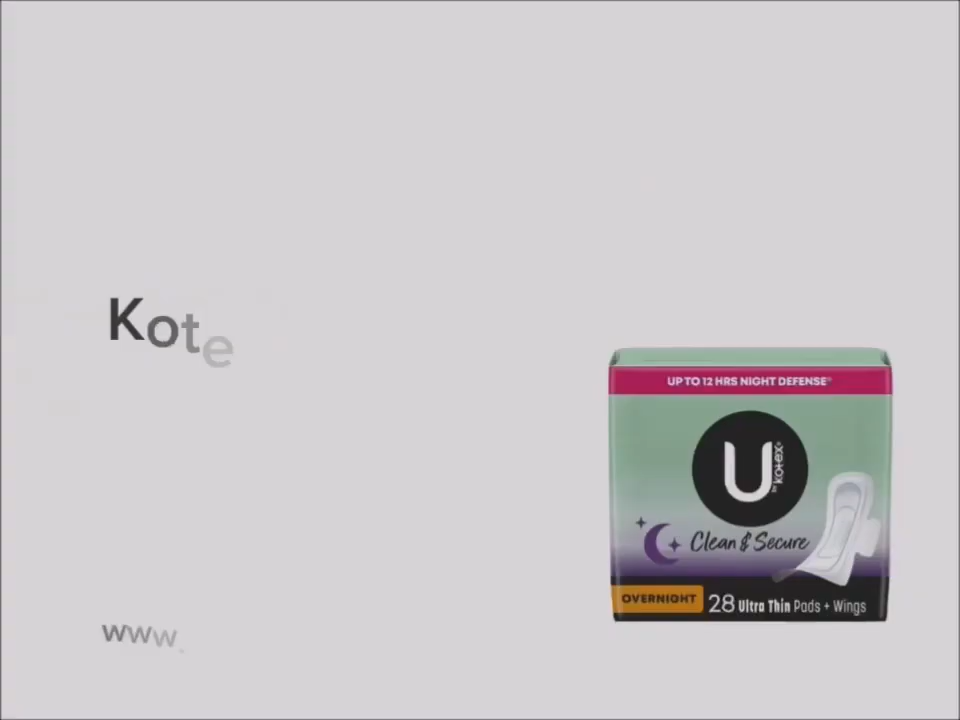 Kote
www.
UP TO 12 HRS NIGHT DEFENSE*
U
BY KOTEX®
Clean & Secure
OVERNIGHT
28 Ultra Thin Pads + Wings